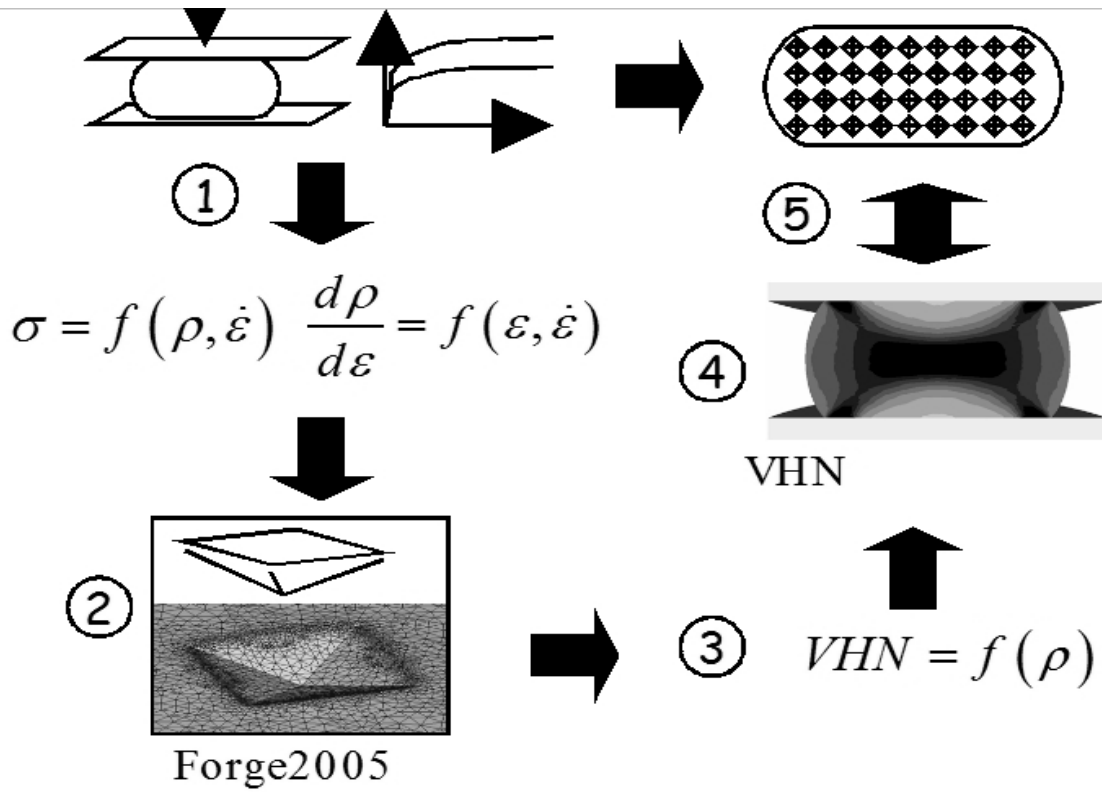 1
5
σ = f(ρ, ε̇) dρ/dε = f(ε, ε̇)
4
VHN
2
3
VHN = f(ρ)
Forge2005